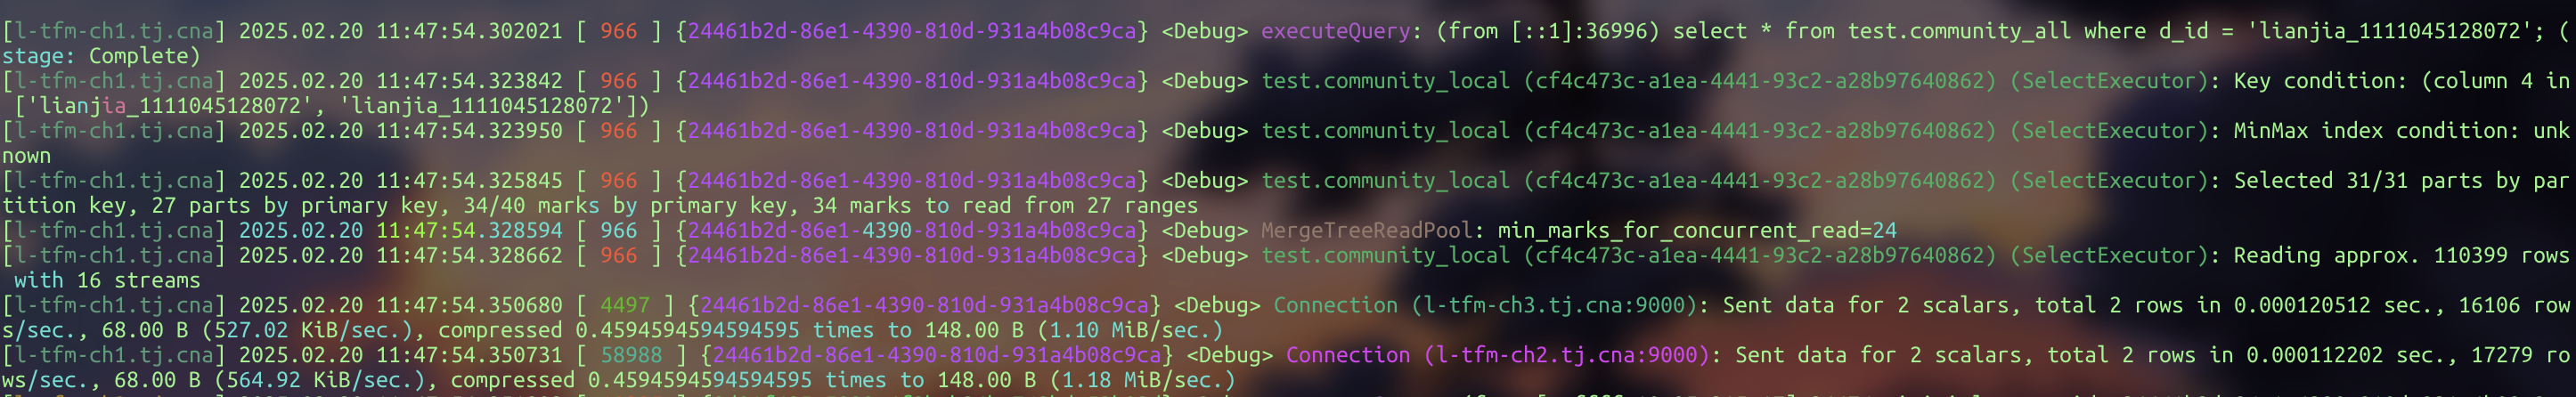 [l-tfm-ch1.tj.cna] 2025.02.20 11:47:54.302021 [ 966 ] {24461b2d-86e1-4390-810d-931a4b08c9ca} <Debug> executeQuery: (from [::1]:36996) select * from test.community_all where d_id = 'lianjia_1111045128072'; (
stage: Complete)
[l-tfm-ch1.tj.cna] 2025.02.20 11:47:54.323842 [ 966 ] {24461b2d-86e1-4390-810d-931a4b08c9ca} <Debug> test.community_local (cf4c473c-a1ea-4441-93c2-a28b97640862) (SelectExecutor): Key condition: (column 4 in
['lianjia_1111045128072', 'lianjia_1111045128072'])
[l-tfm-ch1.tj.cna] 2025.02.20 11:47:54.323950 [ 966 ] {24461b2d-86e1-4390-810d-931a4b08c9ca} <Debug> test.community_local (cf4c473c-a1ea-4441-93c2-a28b97640862) (SelectExecutor): MinMax index condition: unk
nown
[l-tfm-ch1.tj.cna] 2025.02.20 11:47:54.325845 [ 966 ] {24461b2d-86e1-4390-810d-931a4b08c9ca} <Debug> test.community_local (cf4c473c-a1ea-4441-93c2-a28b97640862) (SelectExecutor): Selected 31/31 parts by par
tition key, 27 parts by primary key, 34/40 marks by primary key, 34 marks to read from 27 ranges
[l-tfm-ch1.tj.cna] 2025.02.20 11:47:54.328594 [ 966 ] {24461b2d-86e1-4390-810d-931a4b08c9ca} <Debug> MergeTreeReadPool: min_marks_for_concurrent_read=24
[l-tfm-ch1.tj.cna] 2025.02.20 11:47:54.328662 [ 966 ] {24461b2d-86e1-4390-810d-931a4b08c9ca} <Debug> test.community_local (cf4c473c-a1ea-4441-93c2-a28b97640862) (SelectExecutor): Reading approx. 110399 rows
with 16 streams
[l-tfm-ch1.tj.cna] 2025.02.20 11:47:54.350680 [ 4497 ] {24461b2d-86e1-4390-810d-931a4b08c9ca} <Debug> Connection (l-tfm-ch3.tj.cna:9000): Sent data for 2 scalars, total 2 rows in 0.000120512 sec., 16106 row
s/sec., 68.00 B (527.02 KiB/sec.), compressed 0.4594594594594595 times to 148.00 B (1.10 MiB/sec.)
[l-tfm-ch1.tj.cna] 2025.02.20 11:47:54.350731 [ 58988 ] {24461b2d-86e1-4390-810d-931a4b08c9ca} <Debug> Connection (l-tfm-ch2.tj.cna:9000): Sent data for 2 scalars, total 2 rows in 0.000112202 sec., 17279 ro
ws/sec., 68.00 B (564.92 KiB/sec.), compressed 0.4594594594594595 times to 148.00 B (1.18 MiB/sec.)